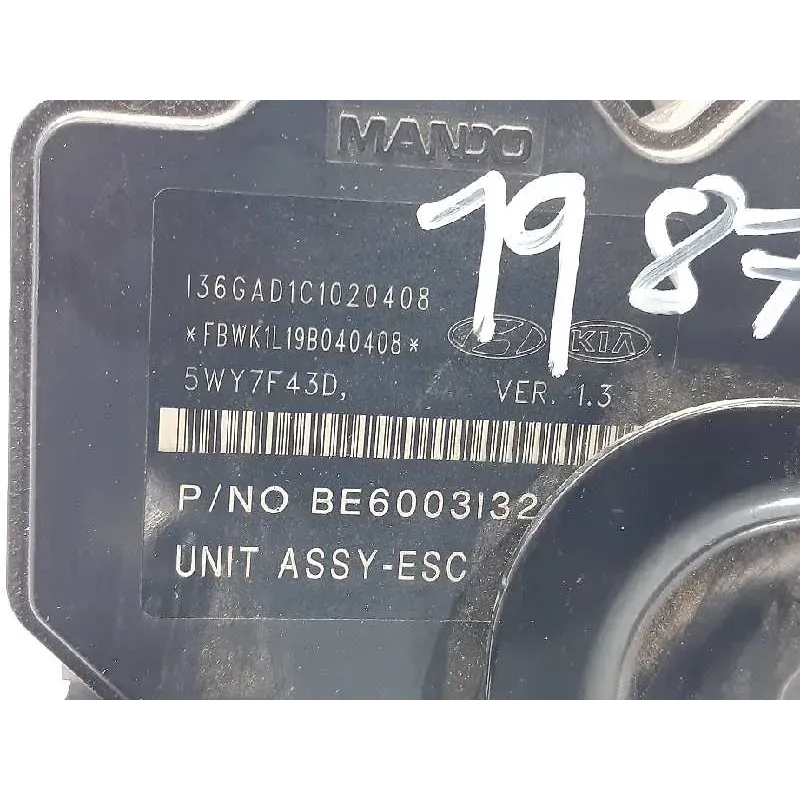 MANDO
1987
I36GAD1C1020408
*FBWK1L19B040408*
KIA
5WY7F43D, VER. 1.3
P/NO BE6003I32
UNIT ASSY-ESC